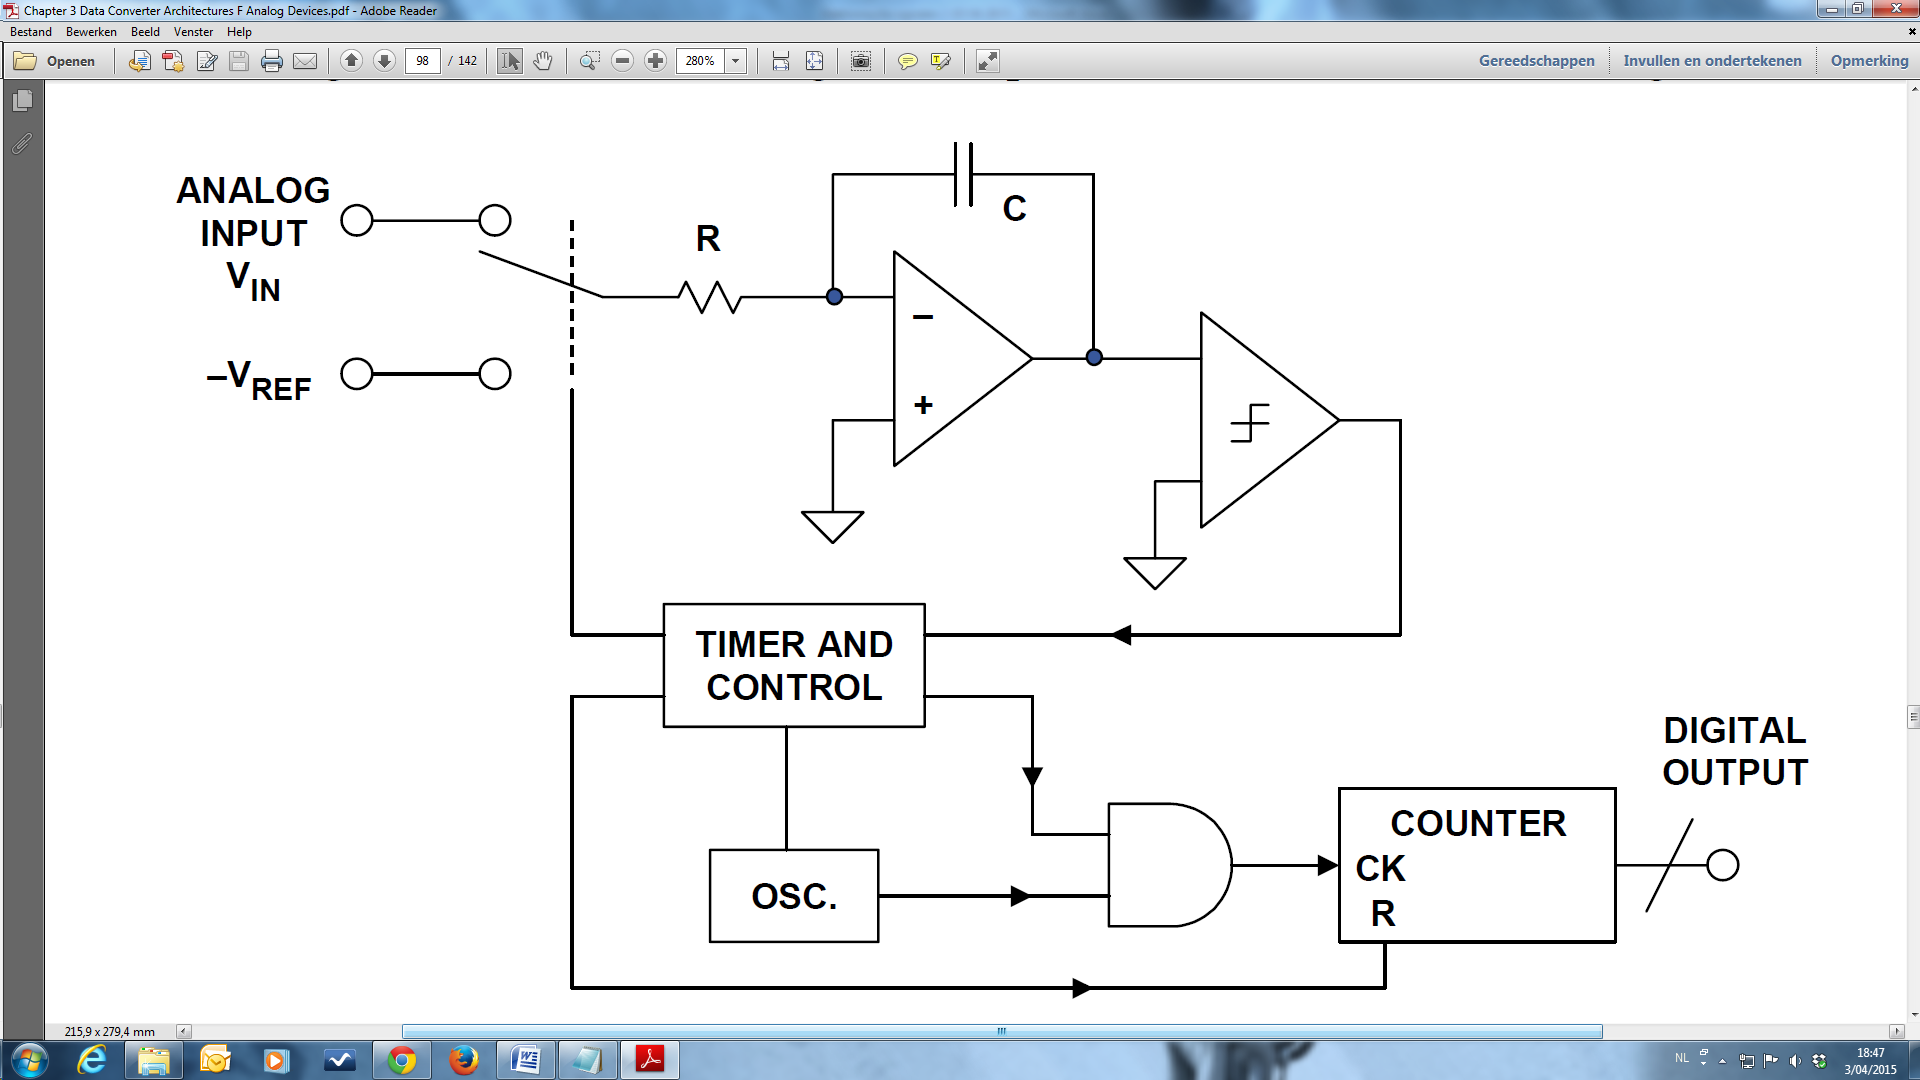 Chapter 3 Data Converter Architectures F Analog Devices.pdf - Adobe Reader
Bestand Bewerken Beeld Venster Help
Openen 98 / 142 280% Gereedschappen Invullen en ondertekenen Opmerking
ANALOG
INPUT
VIN
–VREF
R
C
–
+
TIMER AND
CONTROL
OSC.
COUNTER
CK
R
DIGITAL
OUTPUT
215,9 x 279,4 mm
NL
18:47
3/04/2015